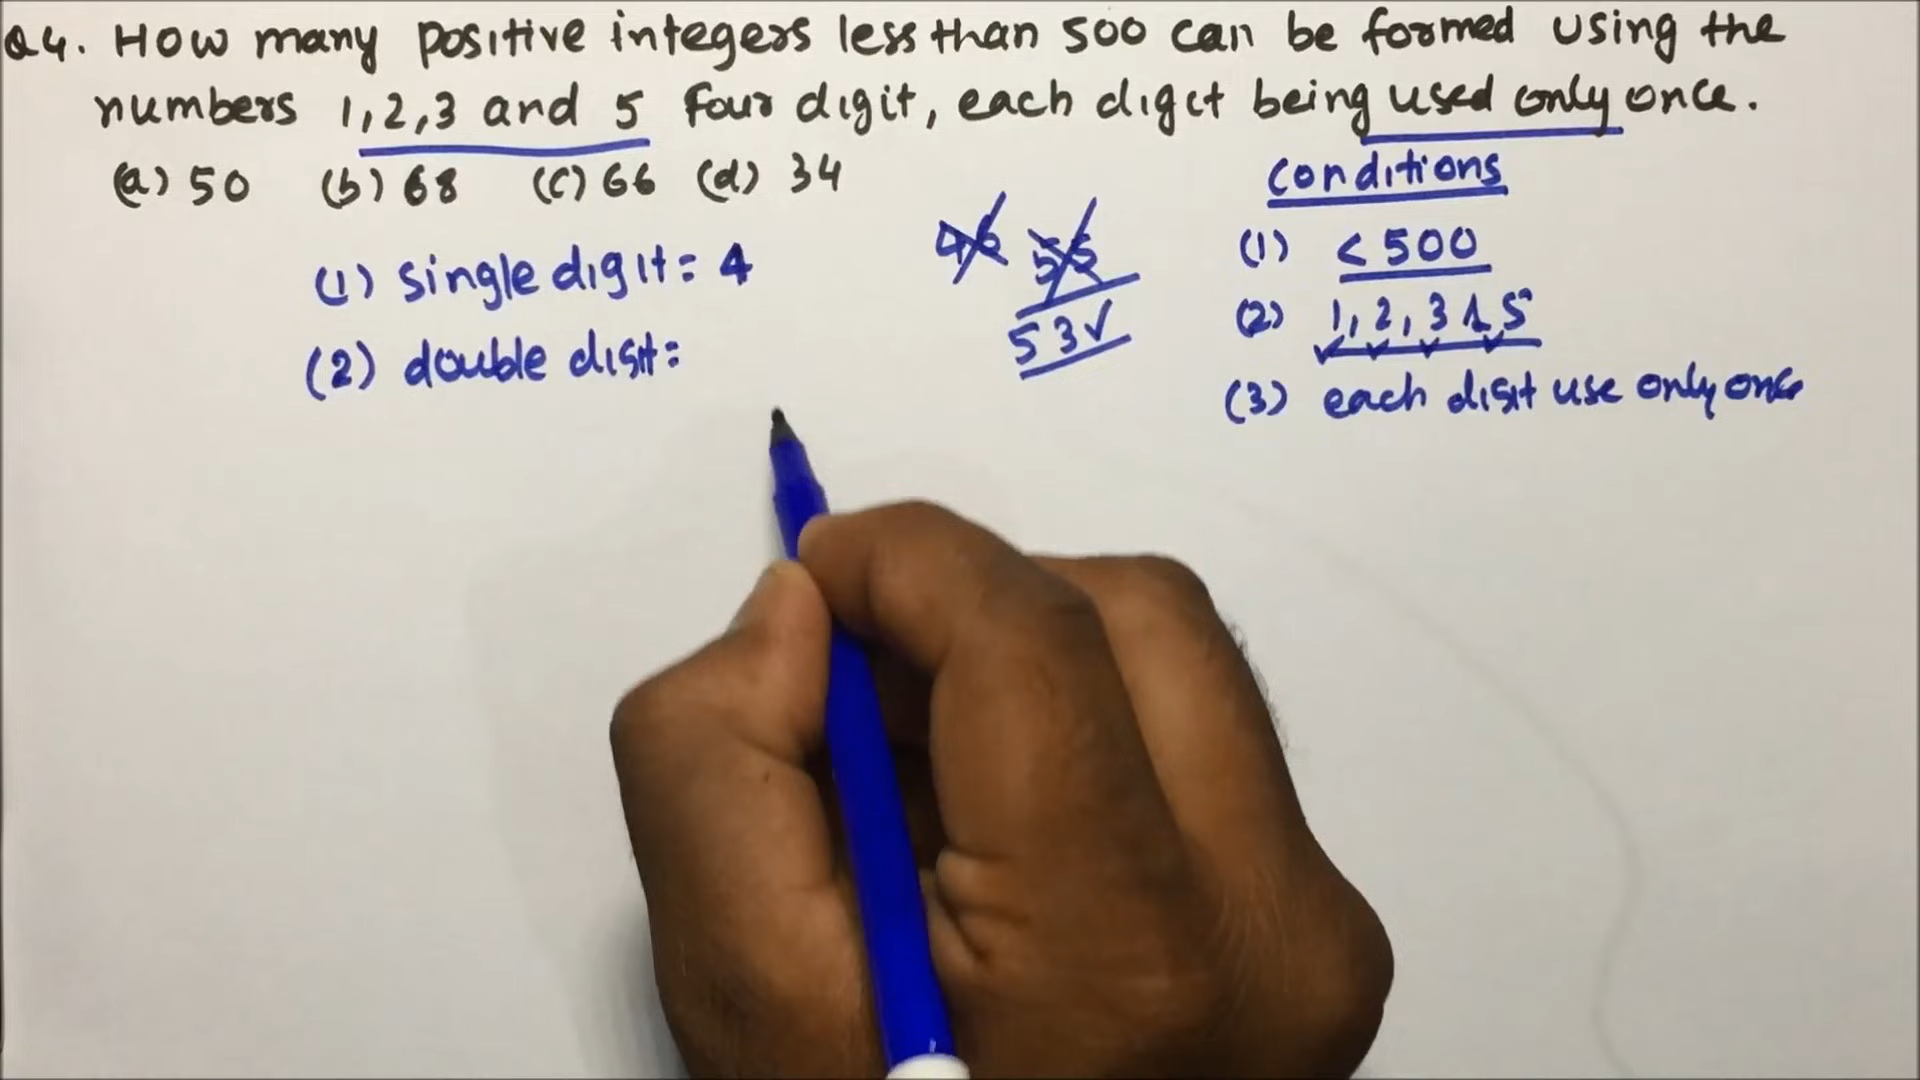 Q4. How many positive integers less than 500 can be formed using the
numbers 1,2,3 and 5 four digit, each digit being used only once.
(a) 50 (b) 68 (c) 66 (d) 34
conditions
(1) single digit = 4
46 55
(1) < 500
53✓
(2) 1, 2, 3 & 5
(2) double digit =
(3) each digit use only once